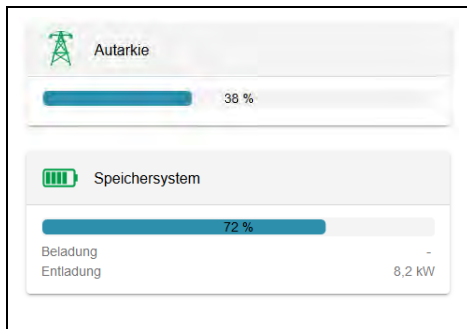 Autarkie
38 %
Speichersystem
72 %
Beladung -
Entladung 8,2 kW